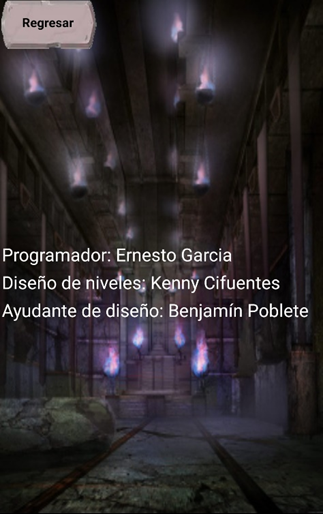 Regresar
Programador: Ernesto Garcia
Diseño de niveles: Kenny Cifuentes
Ayudante de diseño: Benjamín Poblete